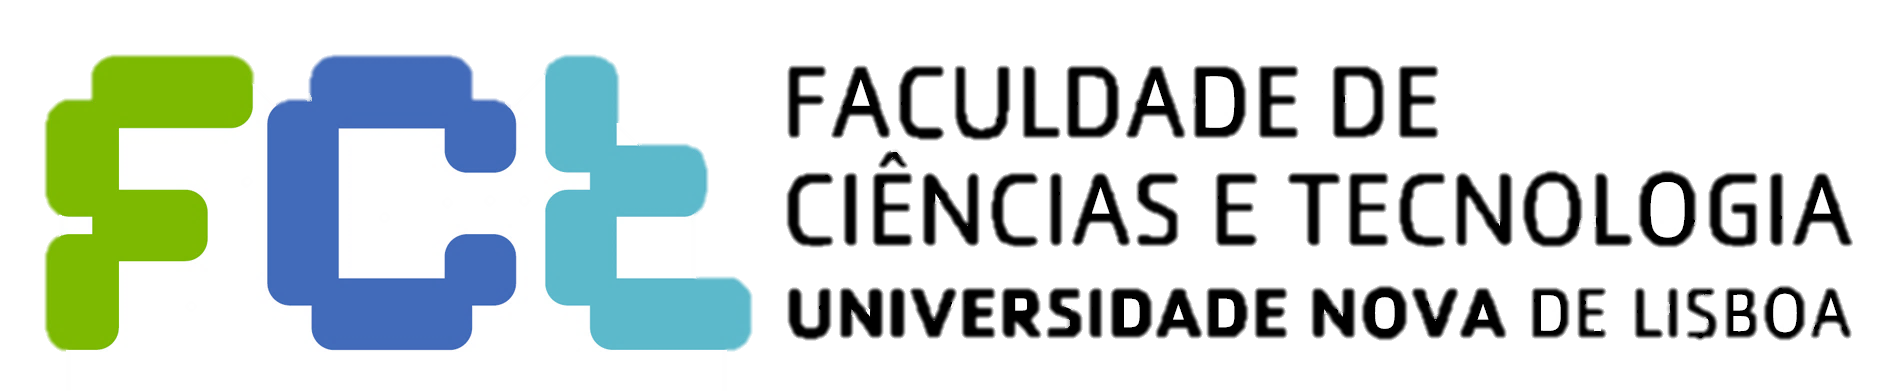 FCt
FACULDADE DE
CIÊNCIAS E TECNOLOGIA
UNIVERSIDADE NOVA DE LISBOA